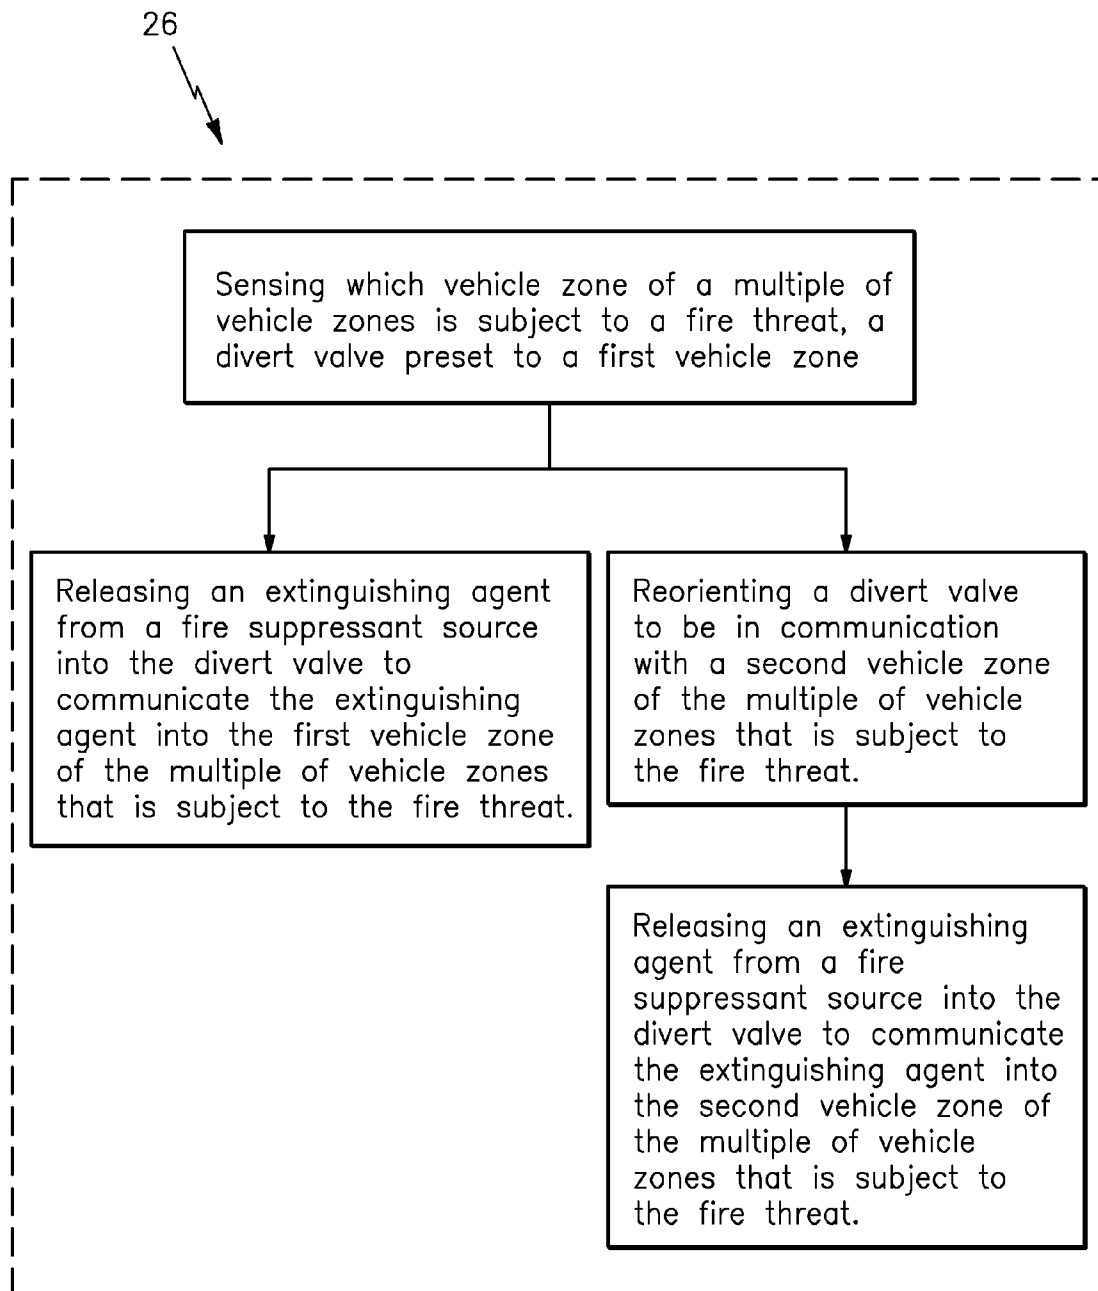 26
Sensing which vehicle zone of a multiple of
vehicle zones is subject to a fire threat, a
divert valve preset to a first vehicle zone
Releasing an extinguishing agent
from a fire suppressant source
into the divert valve to
communicate the extinguishing
agent into the first vehicle zone
of the multiple of vehicle zones
that is subject to the fire threat.
Reorienting a divert valve
to be in communication
with a second vehicle zone
of the multiple of vehicle
zones that is subject to
the fire threat.
Releasing an extinguishing
agent from a fire
suppressant source into the
divert valve to communicate
the extinguishing agent into
the second vehicle zone of
the multiple of vehicle
zones that is subject to
the fire threat.